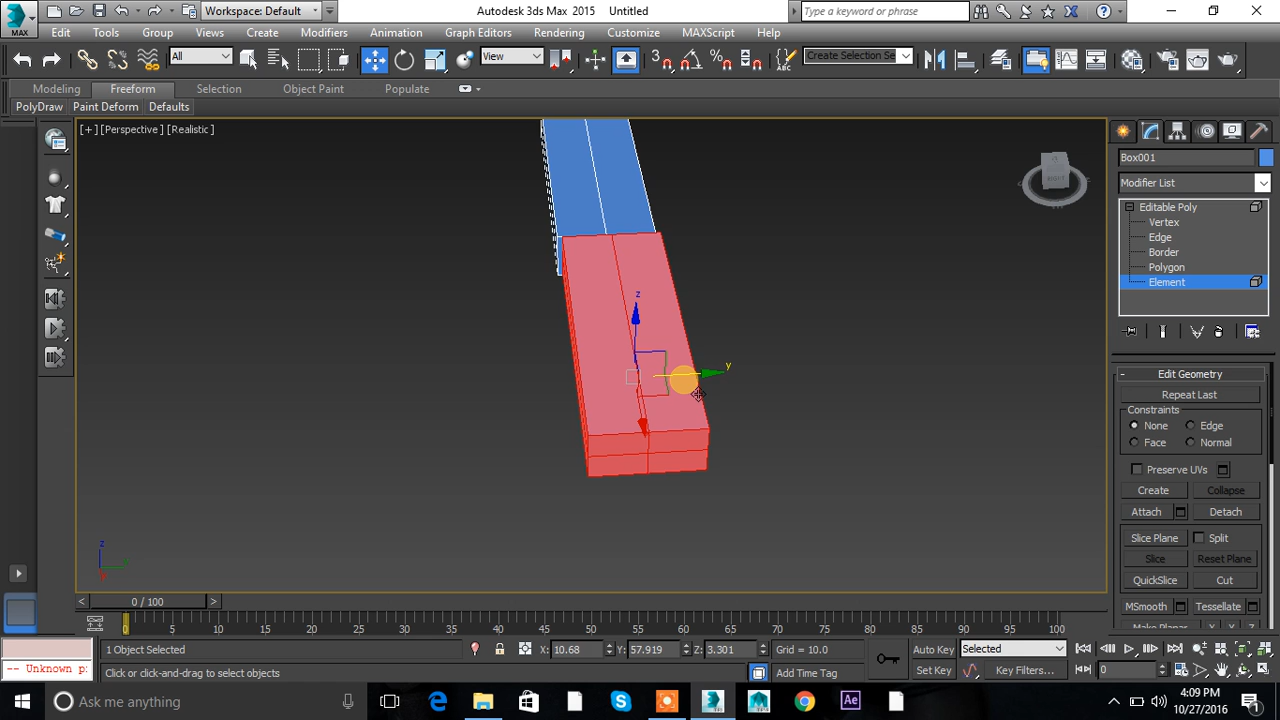 MAX
Workspace: Default
Autodesk 3ds Max 2015 Untitled
Type a keyword or phrase
Edit Tools Group Views Create Modifiers Animation Graph Editors Rendering Customize MAXScript Help
All
View
3
Create Selection Se
Modeling Freeform Selection Object Paint Populate
PolyDraw Paint Deform Defaults
[+] [Perspective] [Realistic]
Box001
Modifier List
Editable Poly
Vertex
Edge
Border
Polygon
Element
z
y
Edit Geometry
Repeat Last
Constraints
None Edge
Face Normal
Preserve UVs
Create Collapse
Attach Detach
Slice Plane Split
Slice Reset Plane
QuickSlice Cut
MSmooth Tessellate
Make Planar X Y Z
z
0 / 100
0 5 10 15 20 25 30 35 40 45 50 55 60 65 70 75 80 85 90 95 100
1 Object Selected
X: 10.68 Y: 57.919 Z: 3.301 Grid = 10.0
Auto Key Selected
-- Unknown p
Click or click-and-drag to select objects
Add Time Tag
Set Key Key Filters...
0
Ask me anything
Ae
4:09 PM
10/27/2016